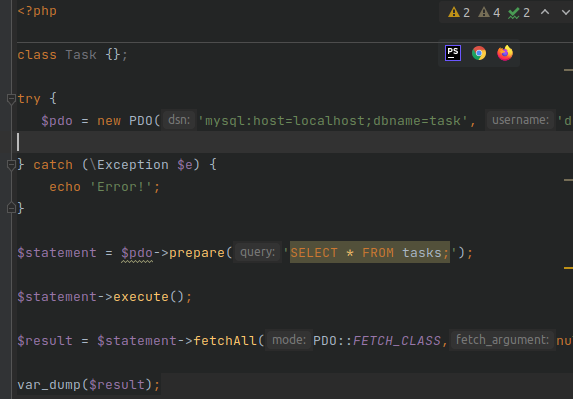 <?php
2 4 2
class Task {};
PS
try {
$pdo = new PDO( dsn: 'mysql:host=localhost;dbname=task', username: 'd
} catch (\Exception $e) {
echo 'Error!';
}
$statement = $pdo->prepare( query: 'SELECT * FROM tasks;');
$statement->execute();
$result = $statement->fetchAll( mode: PDO::FETCH_CLASS, fetch_argument: nu
var_dump($result);